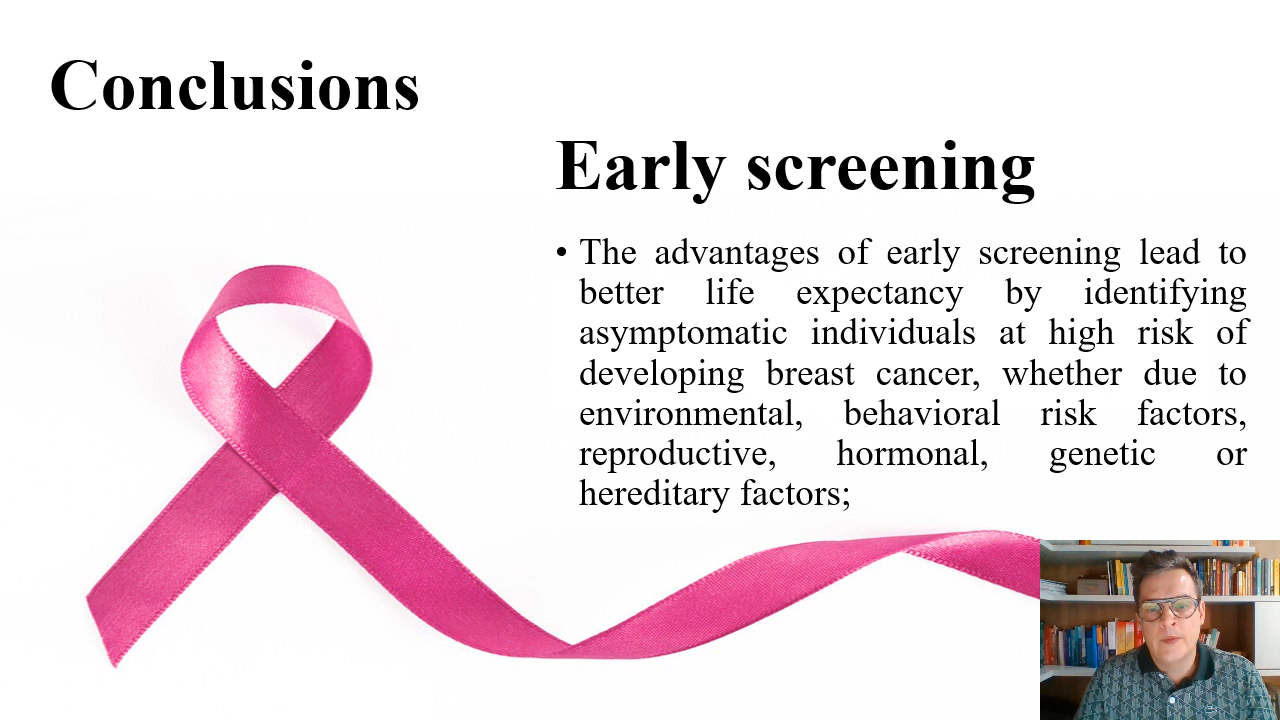 Conclusions
Early screening
• The advantages of early screening lead to
better life expectancy by identifying
asymptomatic individuals at high risk of
developing breast cancer, whether due to
environmental, behavioral risk factors,
reproductive, hormonal, genetic or
hereditary factors;